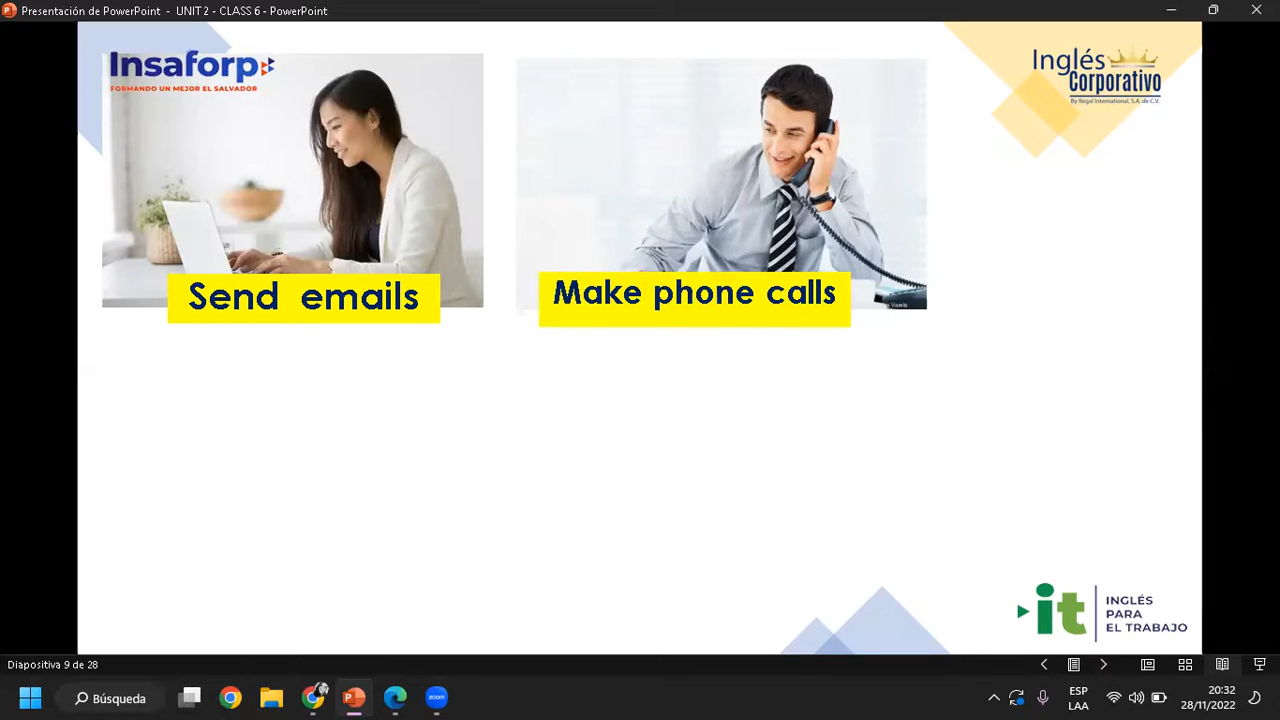 Presentación de PowerPoint - UNIT 2 - CLASS 6 - PowerPoint
Insaforp
FORMANDO UN MEJOR EL SALVADOR
Inglés
Corporativo
By Regal International, S.A. de C.V.
Send emails
Make phone calls
it
INGLÉS
PARA
EL TRABAJO
Diapositiva 9 de 28
Búsqueda
zoom
ESP
LAA
20:32
28/11/2022